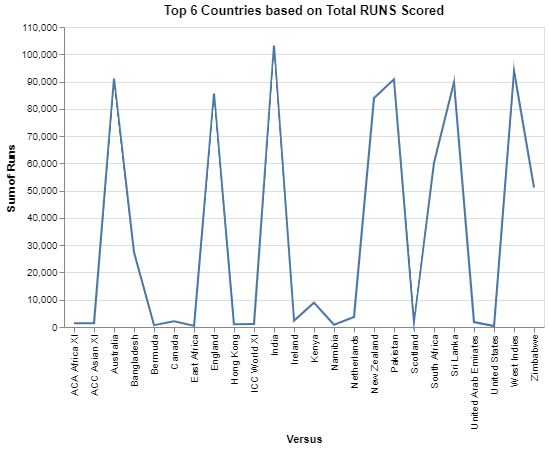 Top 6 Countries based on Total RUNS Scored
110,000
100,000
90,000
80,000
70,000
60,000
50,000
40,000
30,000
20,000
10,000
0
Sum of Runs
ACA Africa XI
ACC Asian XI
Australia
Bangladesh
Bermuda
Canada
East Africa
England
Hong Kong
ICC World XI
India
Ireland
Kenya
Namibia
Netherlands
New Zealand
Pakistan
Scotland
South Africa
Sri Lanka
United Arab Emirates
United States
West Indies
Zimbabwe
Versus